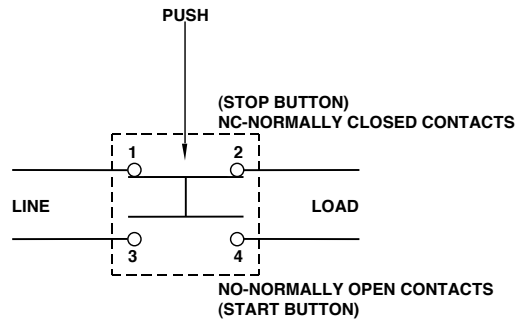 PUSH
(STOP BUTTON)
NC-NORMALLY CLOSED CONTACTS
1 2
LINE LOAD
3 4
NO-NORMALLY OPEN CONTACTS
(START BUTTON)